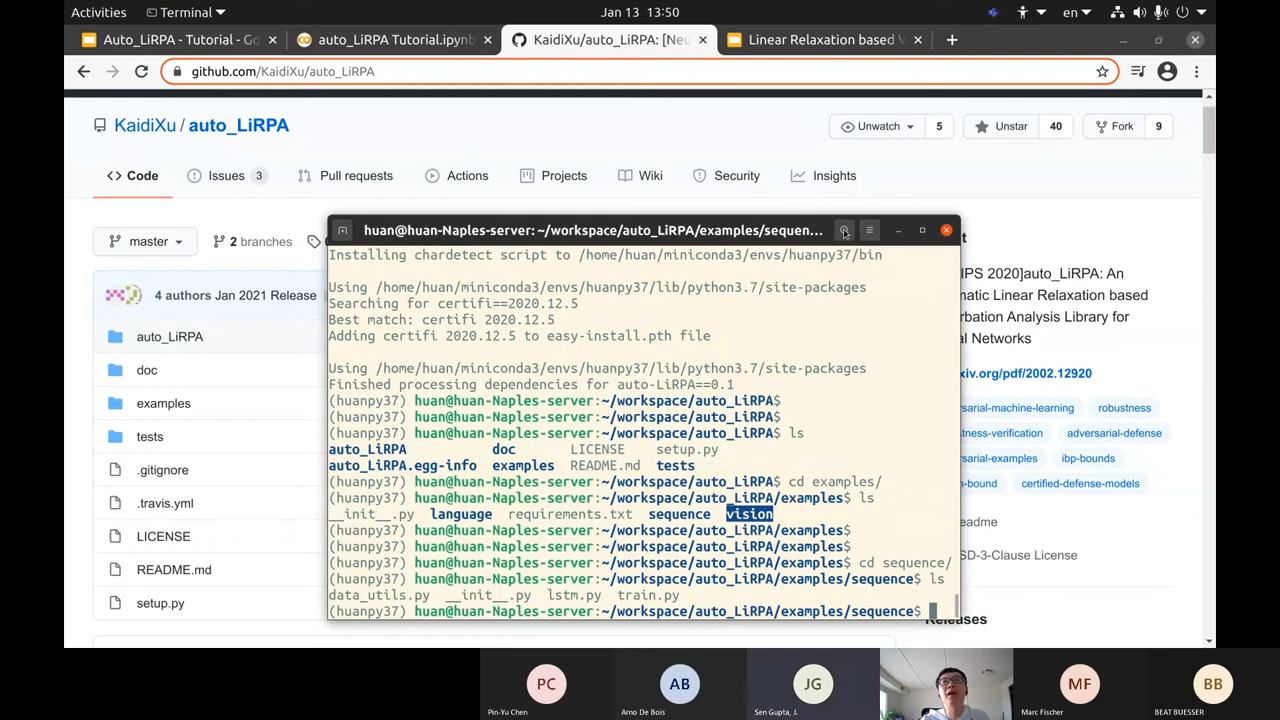 Activities
Terminal
Jan 13 13:50
en
Auto_LiRPA - Tutorial - Go
auto_LiRPA Tutorial.ipynb
KaidiXu/auto_LiRPA: [Neu
Linear Relaxation based V
github.com/KaidiXu/auto_LiRPA
KaidiXu / auto_LiRPA
Unwatch 5
Unstar 40
Fork 9
Code
Issues 3
Pull requests
Actions
Projects
Wiki
Security
Insights
master
2 branches
4 authors Jan 2021 Release
auto_LiRPA
doc
examples
tests
.gitignore
.travis.yml
LICENSE
README.md
setup.py
huan@huan-Naples-server: ~/workspace/auto_LiRPA/examples/sequen...
Installing chardetect script to /home/huan/miniconda3/envs/huanpy37/bin
Using /home/huan/miniconda3/envs/huanpy37/lib/python3.7/site-packages
Searching for certifi==2020.12.5
Best match: certifi 2020.12.5
Adding certifi 2020.12.5 to easy-install.pth file
Using /home/huan/miniconda3/envs/huanpy37/lib/python3.7/site-packages
Finished processing dependencies for auto-LiRPA==0.1
(huanpy37) huan@huan-Naples-server:~/workspace/auto_LiRPA$
(huanpy37) huan@huan-Naples-server:~/workspace/auto_LiRPA$
(huanpy37) huan@huan-Naples-server:~/workspace/auto_LiRPA$ ls
auto_LiRPA doc LICENSE setup.py
auto_LiRPA.egg-info examples README.md tests
(huanpy37) huan@huan-Naples-server:~/workspace/auto_LiRPA$ cd examples/
(huanpy37) huan@huan-Naples-server:~/workspace/auto_LiRPA/examples$ ls
__init__.py language requirements.txt sequence vision
(huanpy37) huan@huan-Naples-server:~/workspace/auto_LiRPA/examples$
(huanpy37) huan@huan-Naples-server:~/workspace/auto_LiRPA/examples$
(huanpy37) huan@huan-Naples-server:~/workspace/auto_LiRPA/examples$ cd sequence/
(huanpy37) huan@huan-Naples-server:~/workspace/auto_LiRPA/examples/sequence$ ls
data_utils.py __init__.py lstm.py train.py
(huanpy37) huan@huan-Naples-server:~/workspace/auto_LiRPA/examples/sequence$
t
IPS 2020]auto_LiRPA: An
matic Linear Relaxation based
rbation Analysis Library for
al Networks
xiv.org/pdf/2002.12920
rsarial-machine-learning
robustness
stness-verification
adversarial-defense
rsarial-examples
ibp-bounds
n-bound
certified-defense-models
eadme
SD-3-Clause License
Releases
PC
Pin-Yu Chen
AB
Arno De Bois
JG
Sen Gupta, J.
MF
Marc Fischer
BB
BEAT BUESSER